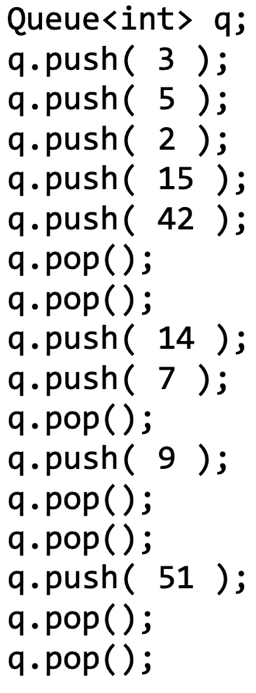 Queue<int> q;
q.push( 3 );
q.push( 5 );
q.push( 2 );
q.push( 15 );
q.push( 42 );
q.pop();
q.pop();
q.push( 14 );
q.push( 7 );
q.pop();
q.push( 9 );
q.pop();
q.pop();
q.push( 51 );
q.pop();
q.pop();